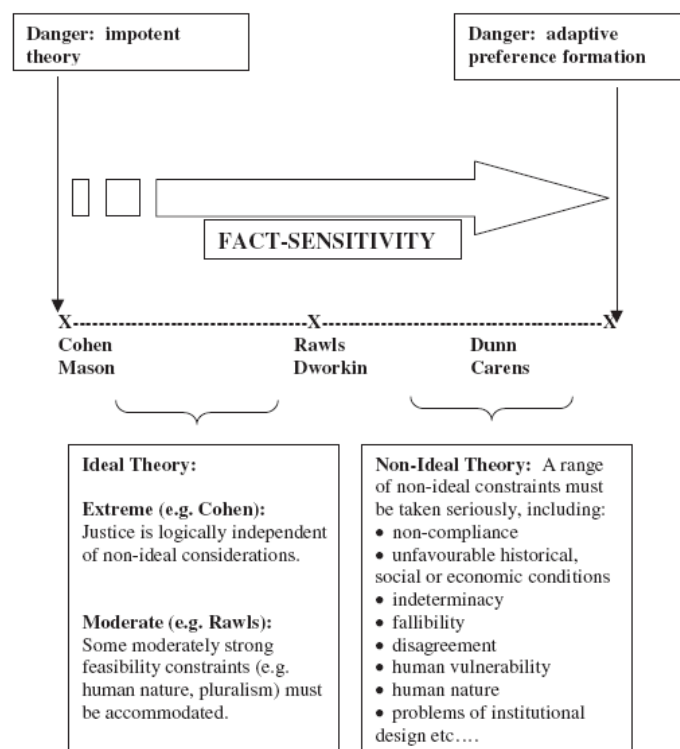 Danger: impotent
theory
Danger: adaptive
preference formation
FACT-SENSITIVITY
X-----------------------------------X------------------------------------------X
Cohen
Mason
Rawls
Dworkin
Dunn
Carens
Ideal Theory:
Extreme (e.g. Cohen):
Justice is logically independent
of non-ideal considerations.
Moderate (e.g. Rawls):
Some moderately strong
feasibility constraints (e.g.
human nature, pluralism) must
be accommodated.
Non-Ideal Theory: A range
of non-ideal constraints must
be taken seriously, including:
• non-compliance
• unfavourable historical,
social or economic conditions
• indeterminacy
• fallibility
• disagreement
• human vulnerability
• human nature
• problems of institutional
design etc….